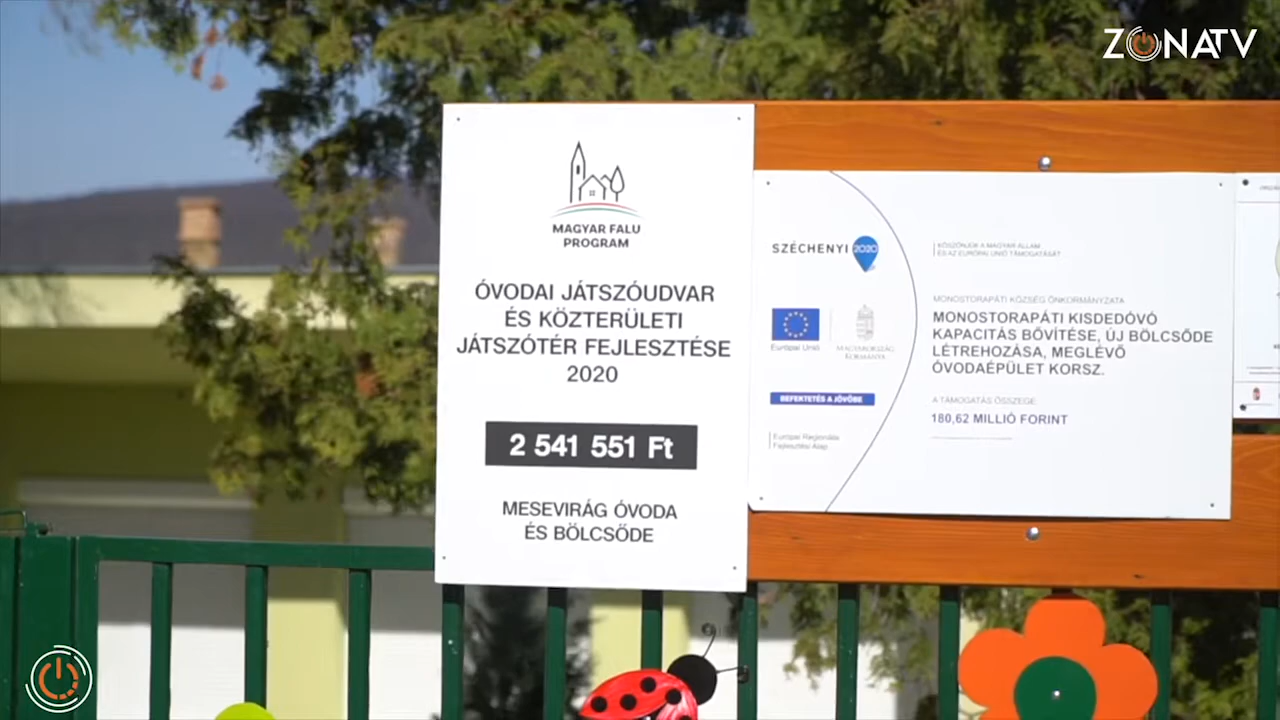 ZONATV
MAGYAR FALU
PROGRAM
ÓVODAI JÁTSZÓUDVAR
ÉS KÖZTERÜLETI
JÁTSZÓTÉR FEJLESZTÉSE
2020
2 541 551 Ft
MESEVIRÁG ÓVODA
ÉS BÖLCSŐDE
SZÉCHENYI 2020
Európai Unió
MAGYARORSZÁG
KORMÁNYA
BEFEKTETÉS A JÖVŐBE
Európai Regionális
Fejlesztési Alap
KÖSZÖNJÜK A MAGYAR ÁLLAM
ÉS AZ EURÓPAI UNIÓ TÁMOGATÁSÁT!
MONOSTORAPÁTI KÖZSÉG ÖNKORMÁNYZATA
MONOSTORAPÁTI KISDEDÓVÓ
KAPACITÁS BŐVÍTÉSE, ÚJ BÖLCSŐDE
LÉTREHOZÁSA, MEGLÉVŐ
ÓVODAÉPÜLET KORSZ.
A TÁMOGATÁS ÖSSZEGE:
180,62 MILLIÓ FORINT